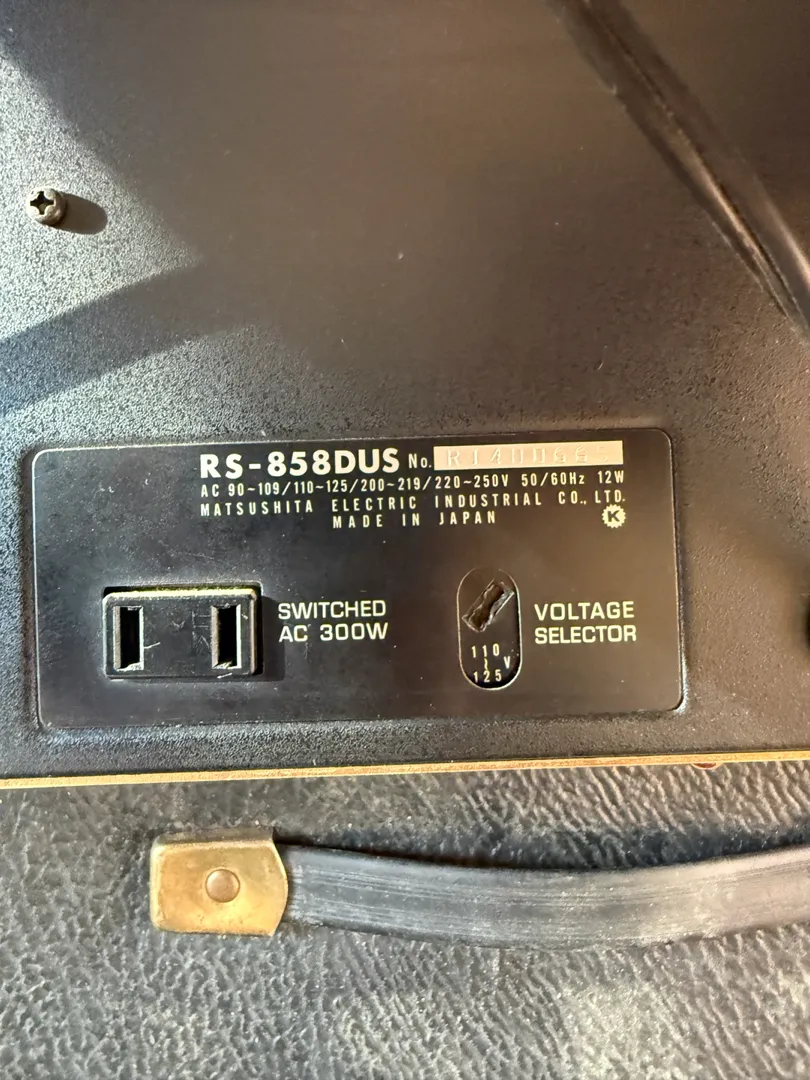 RS-858DUS No.
AC 90~109/110~125/200~219/220~250V 50/60Hz 12W
MATSUSHITA ELECTRIC INDUSTRIAL CO., LTD.
MADE IN JAPAN
K
SWITCHED
AC 300W
VOLTAGE
SELECTOR
110
~ V
125